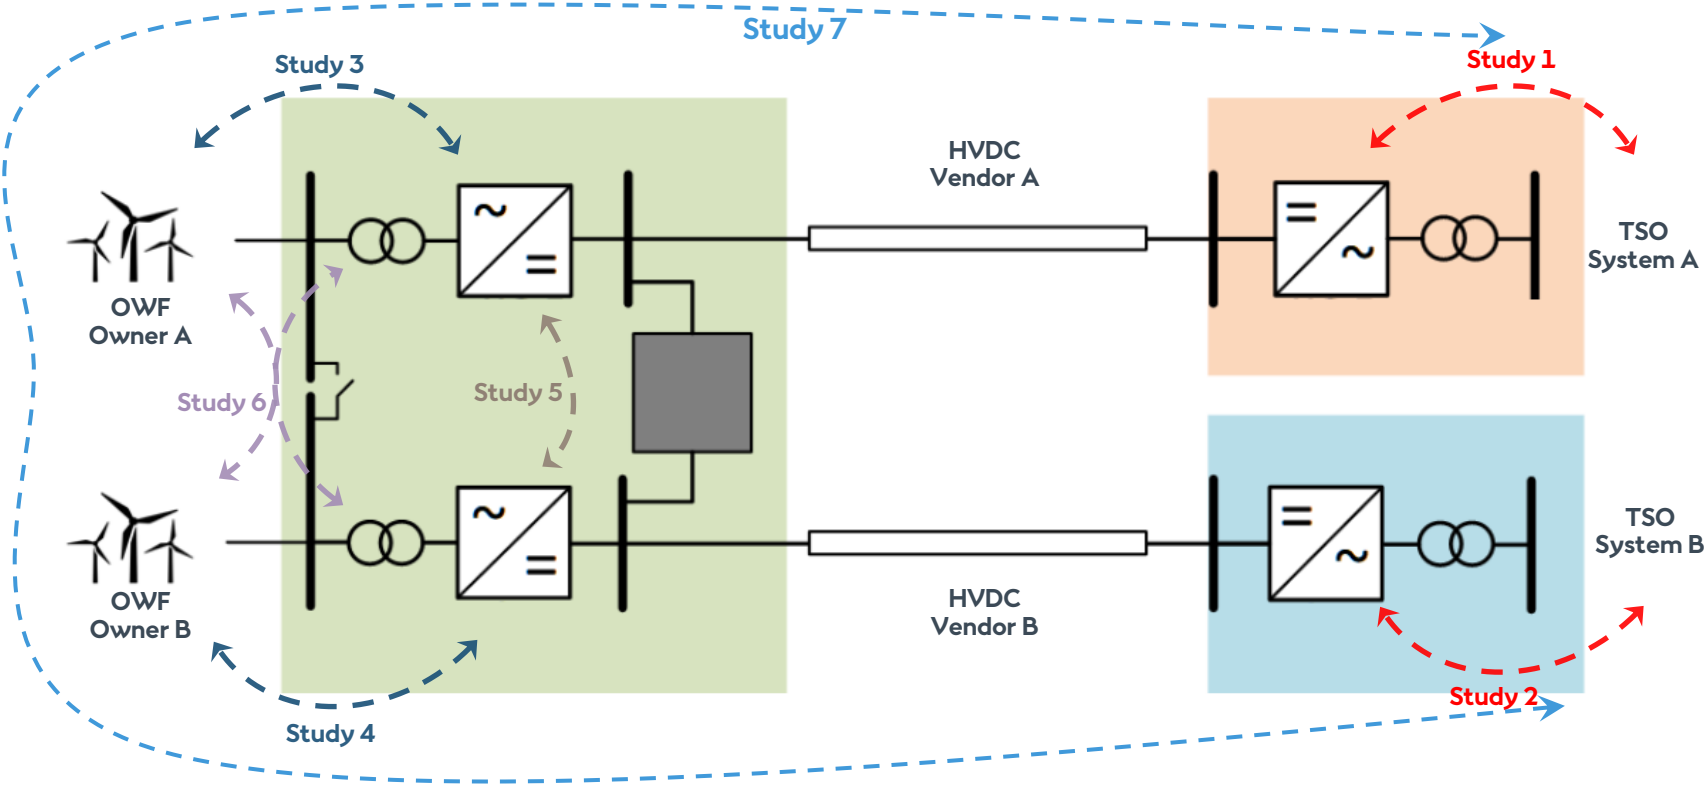 Study 7
Study 3
Study 1
HVDC
Vendor A
TSO
System A
OWF
Owner A
Study 6
Study 5
TSO
System B
OWF
Owner B
HVDC
Vendor B
Study 2
Study 4